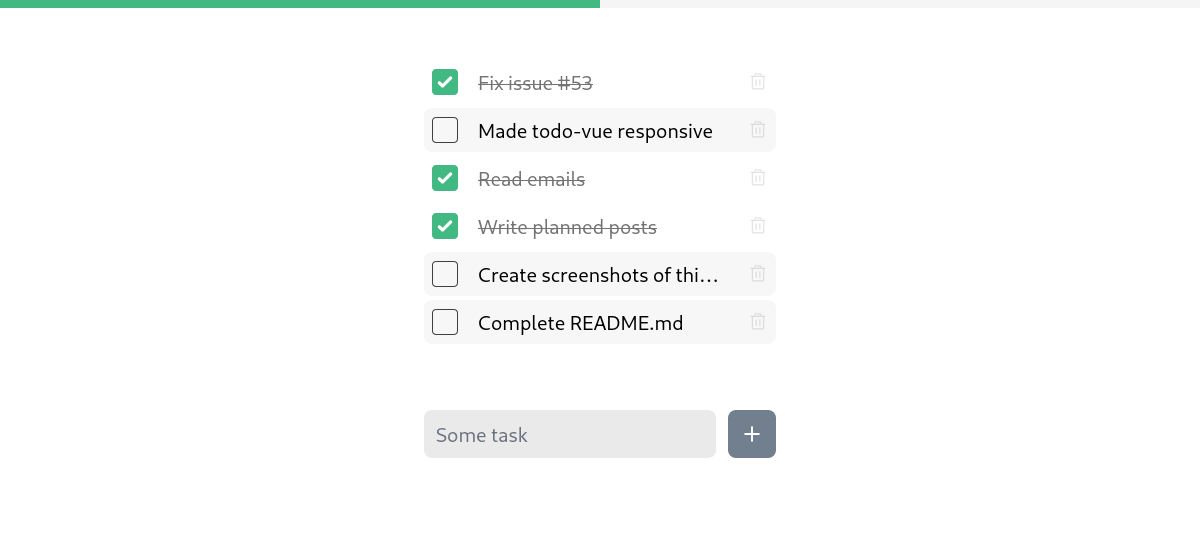 Fix issue #53
Made todo-vue responsive
Read emails
Write planned posts
Create screenshots of thi...
Complete README.md
Some task